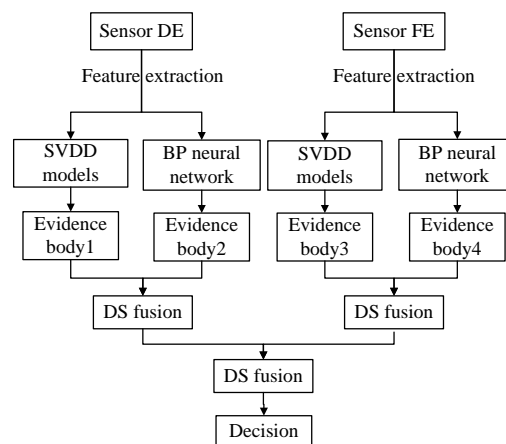 Sensor DE
Sensor FE
Feature extraction
Feature extraction
SVDD
models
BP neural
network
SVDD
models
BP neural
network
Evidence
body1
Evidence
body2
Evidence
body3
Evidence
body4
DS fusion
DS fusion
DS fusion
Decision